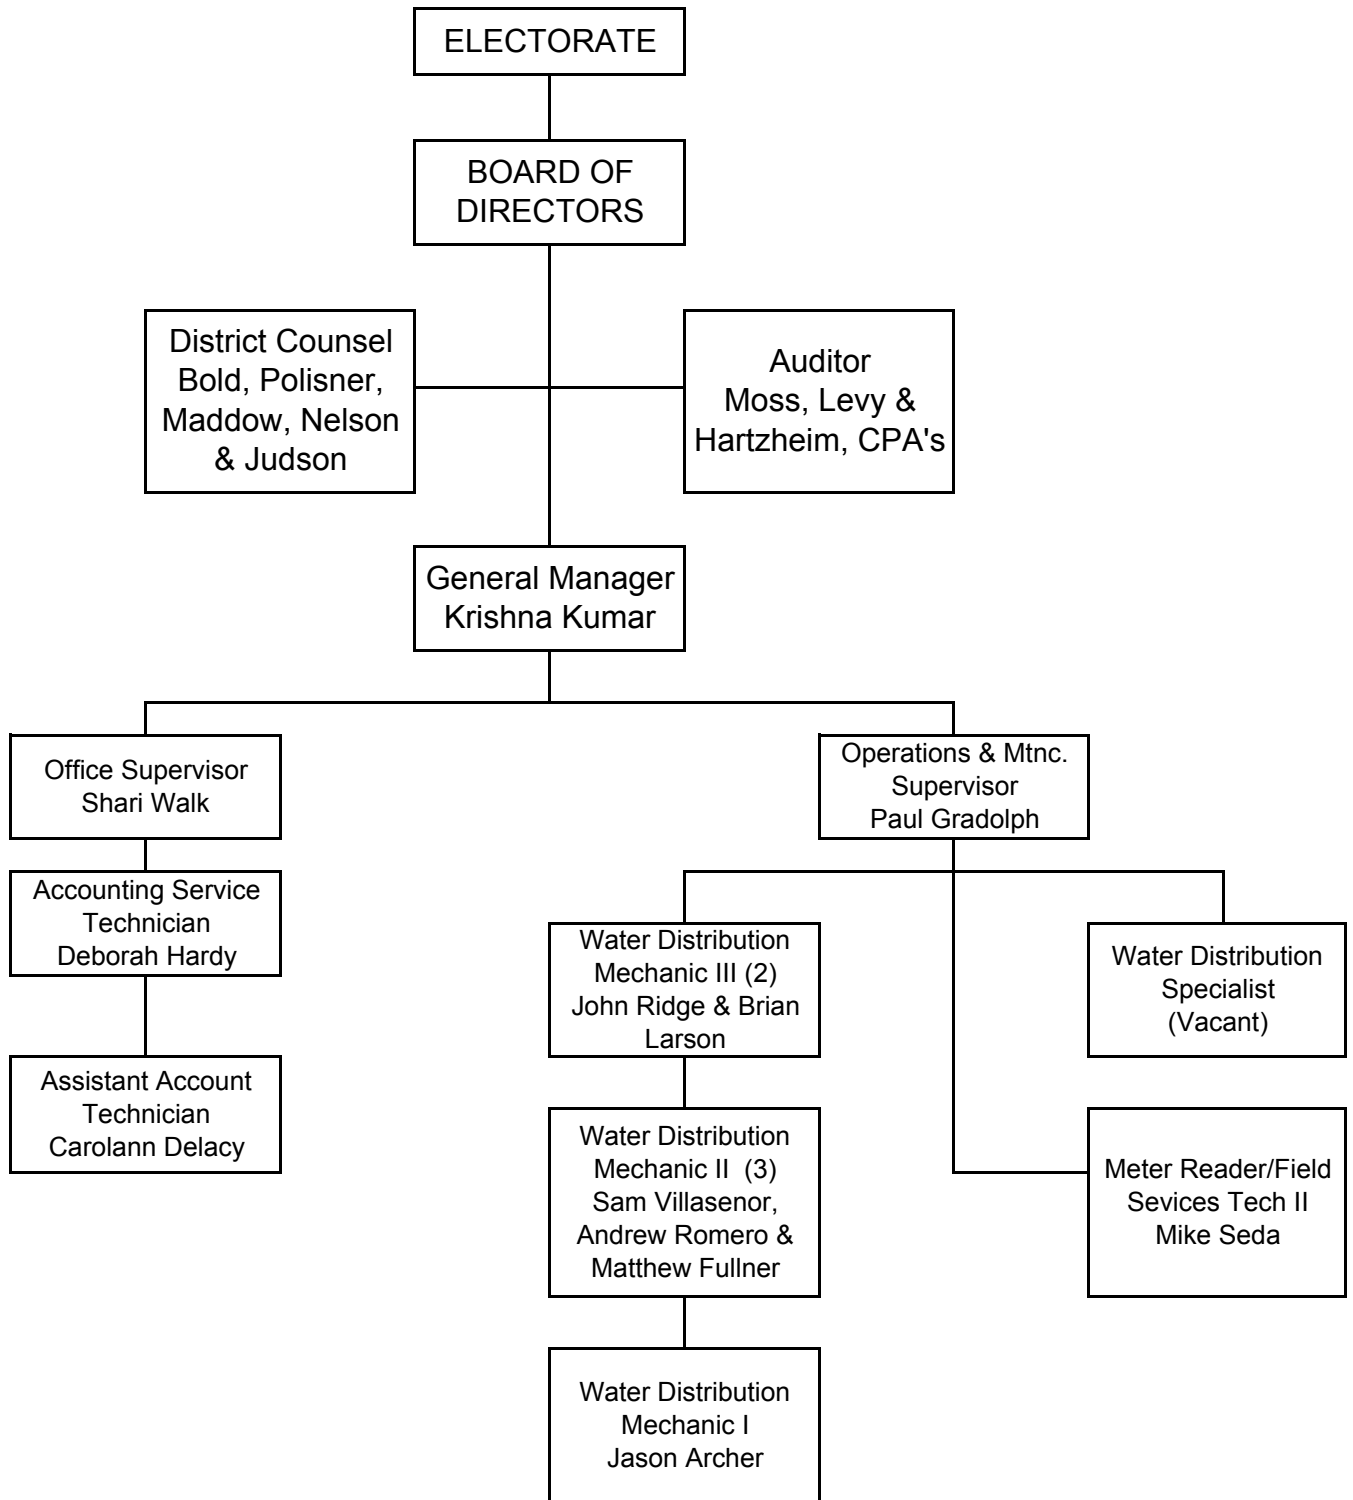 ELECTORATE
BOARD OF
DIRECTORS
District Counsel
Bold, Polisner,
Maddow, Nelson
& Judson
Auditor
Moss, Levy &
Hartzheim, CPA's
General Manager
Krishna Kumar
Office Supervisor
Shari Walk
Operations & Mtnc.
Supervisor
Paul Gradolph
Accounting Service
Technician
Deborah Hardy
Water Distribution
Mechanic III (2)
John Ridge & Brian
Larson
Water Distribution
Specialist
(Vacant)
Assistant Account
Technician
Carolann Delacy
Water Distribution
Mechanic II  (3)
Sam Villasenor,
Andrew Romero &
Matthew Fullner
Meter Reader/Field
Sevices Tech II
Mike Seda
Water Distribution
Mechanic I
Jason Archer